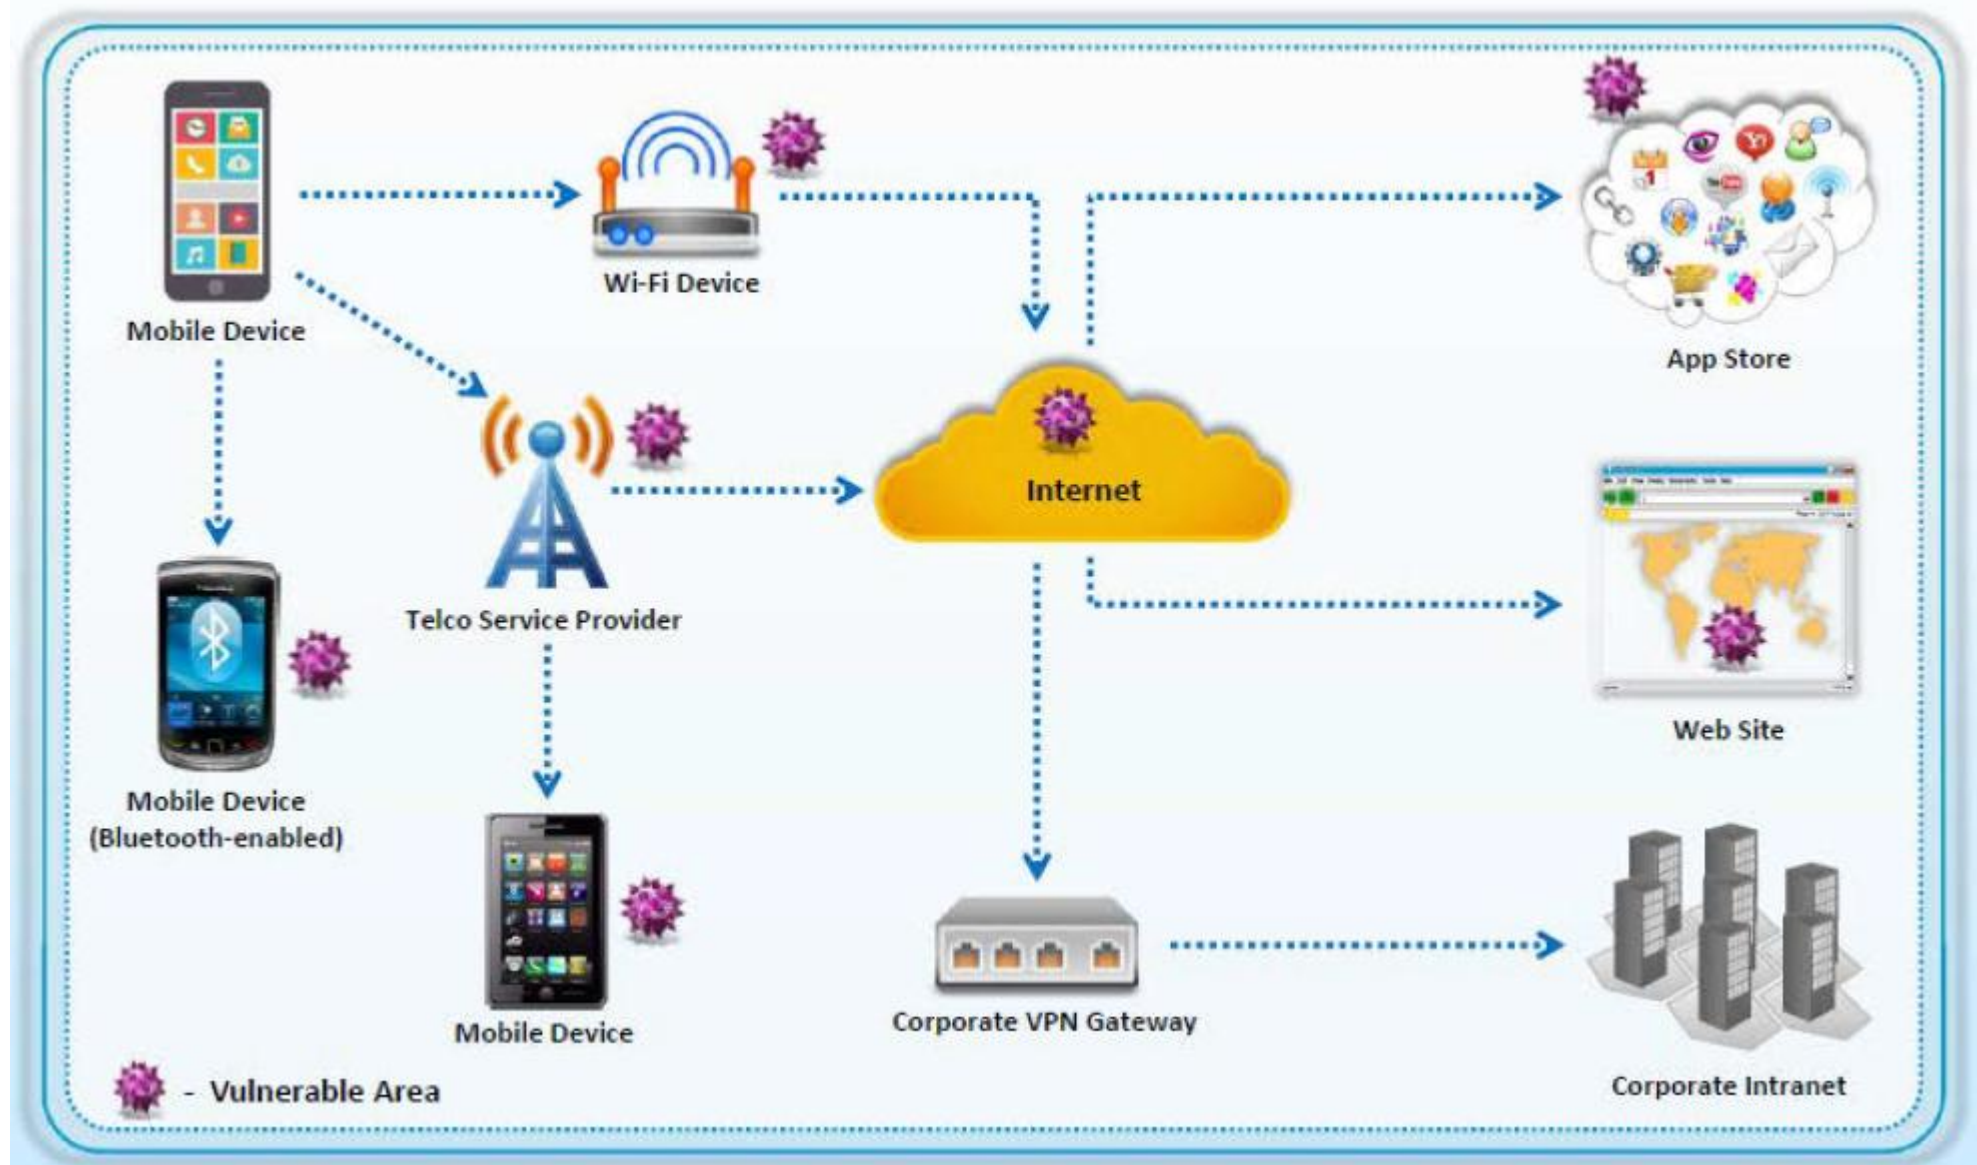 Wi-Fi Device
Mobile Device
App Store
Internet
Telco Service Provider
Web Site
Mobile Device
(Bluetooth-enabled)
Mobile Device
Corporate VPN Gateway
Corporate Intranet
- Vulnerable Area